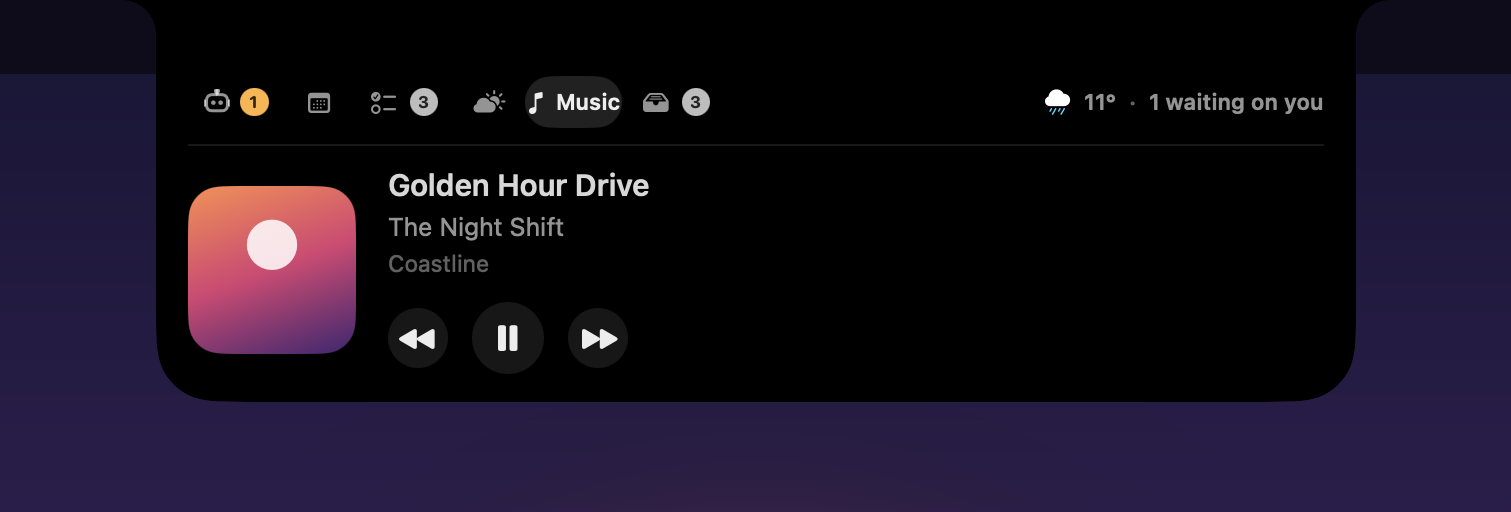 1 3 Music 3 11° · 1 waiting on you
Golden Hour Drive
The Night Shift
Coastline